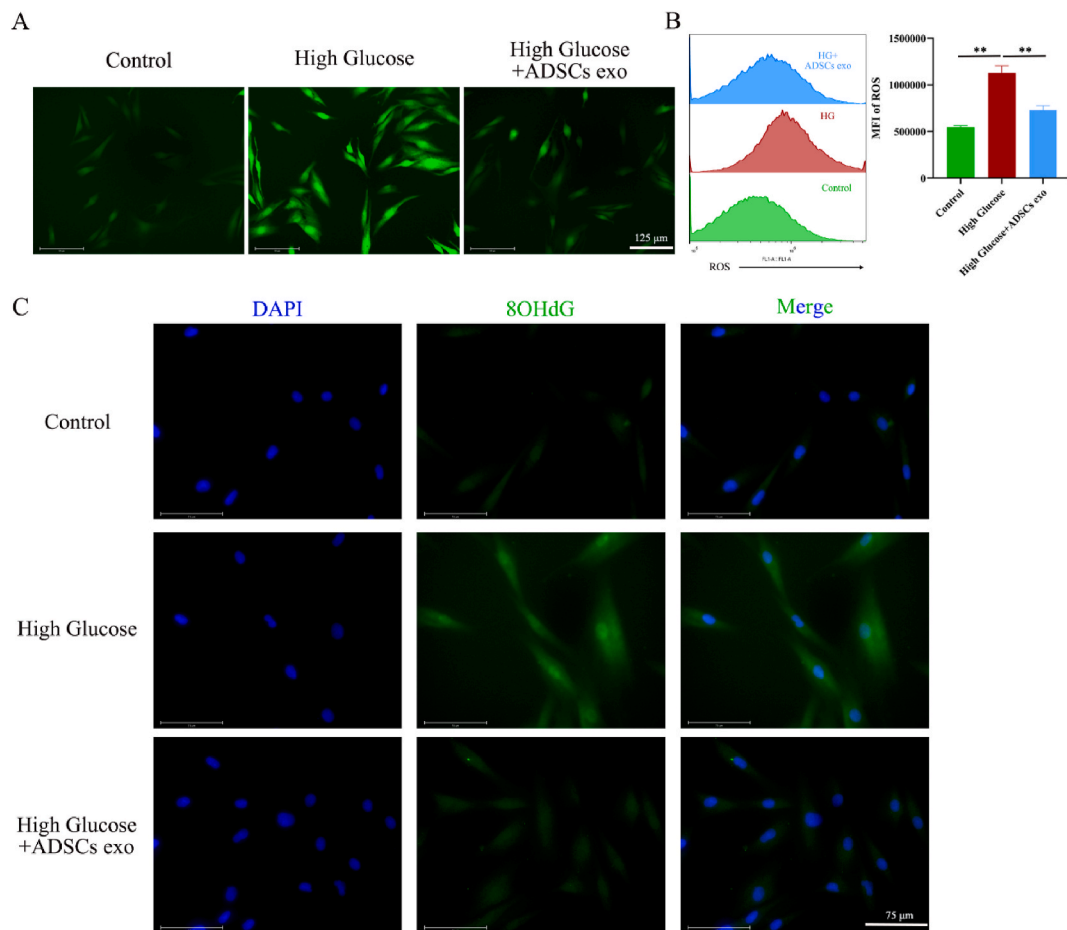 A
Control
High Glucose
High Glucose
+ADSCs exo
125 μm
B
HG+
ADSCs exo
HG
Control
FL1-A :: FL1-A
ROS
MFI of ROS
1500000
1000000
500000
0
**
**
Control
High Glucose
High Glucose+ADSCs exo
C
DAPI
8OHdG
Merge
Control
High Glucose
High Glucose
+ADSCs exo
75 μm